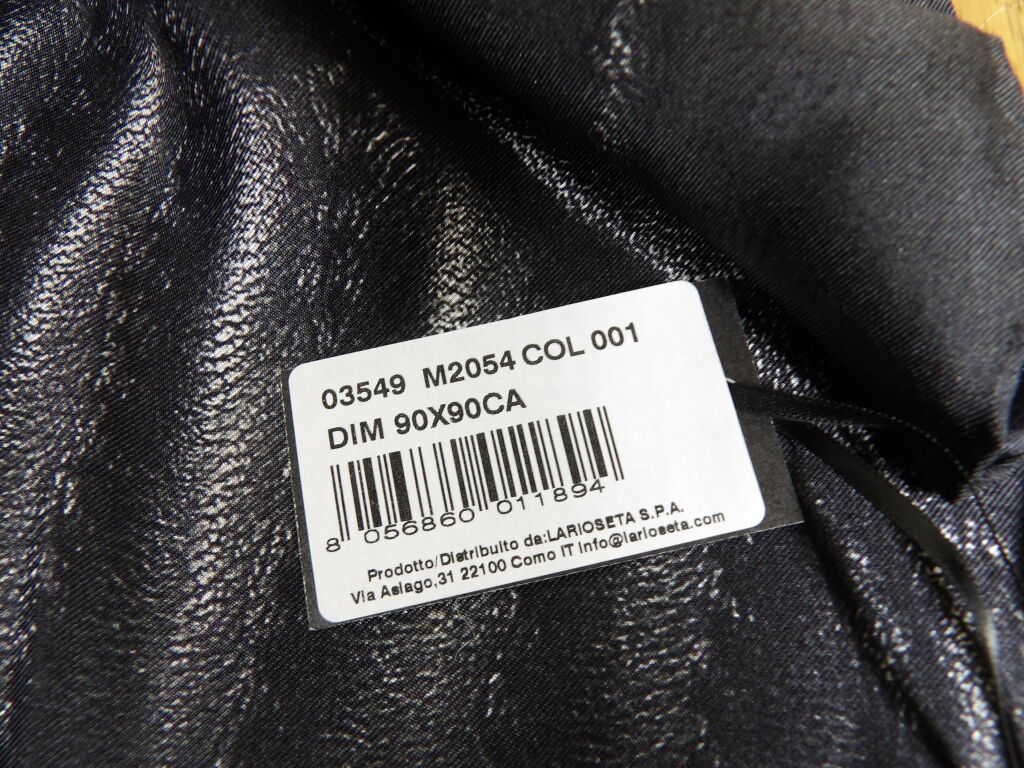 03549 M2054 COL 001
DIM 90X90CA
8 056860 011894
Prodotto/Distribuito da:LARIOSETA S.P.A.
Via Asiago,31 22100 Como IT info@larioseta.com